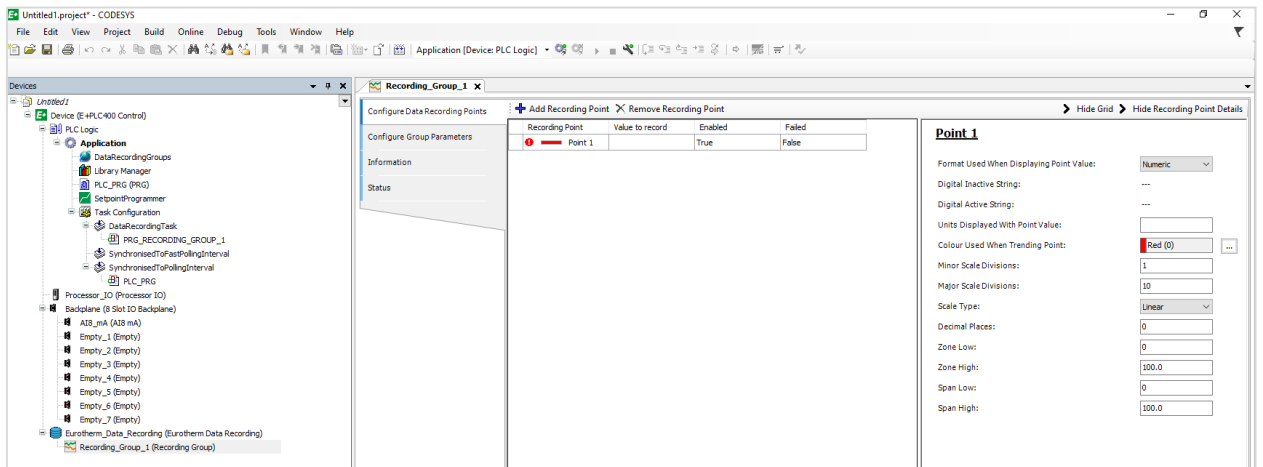 Untitled1.project* - CODESYS
File Edit View Project Build Online Debug Tools Window Help
Application [Device: PLC Logic]
Devices
Untitled1
Device (E+PLC400 Control)
PLC Logic
Application
DataRecordingGroups
Library Manager
PLC_PRG (PRG)
SetpointProgrammer
Task Configuration
DataRecordingTask
PRG_RECORDING_GROUP_1
SynchronisedToFastPollingInterval
SynchronisedToPollingInterval
PLC_PRG
Processor_IO (Processor IO)
Backplane (8 Slot IO Backplane)
AI8_mA (AI8 mA)
Empty_1 (Empty)
Empty_2 (Empty)
Empty_3 (Empty)
Empty_4 (Empty)
Empty_5 (Empty)
Empty_6 (Empty)
Empty_7 (Empty)
Eurotherm_Data_Recording (Eurotherm Data Recording)
Recording_Group_1 (Recording Group)
Recording_Group_1
Configure Data Recording Points
Configure Group Parameters
Information
Status
Add Recording Point Remove Recording Point Hide Grid Hide Recording Point Details
Recording Point Value to record Enabled Failed
Point 1 True False
Point 1
Format Used When Displaying Point Value: Numeric
Digital Inactive String: ---
Digital Active String: ---
Units Displayed With Point Value:
Colour Used When Trending Point: Red (0) ...
Minor Scale Divisions: 1
Major Scale Divisions: 10
Scale Type: Linear
Decimal Places: 0
Zone Low: 0
Zone High: 100.0
Span Low: 0
Span High: 100.0